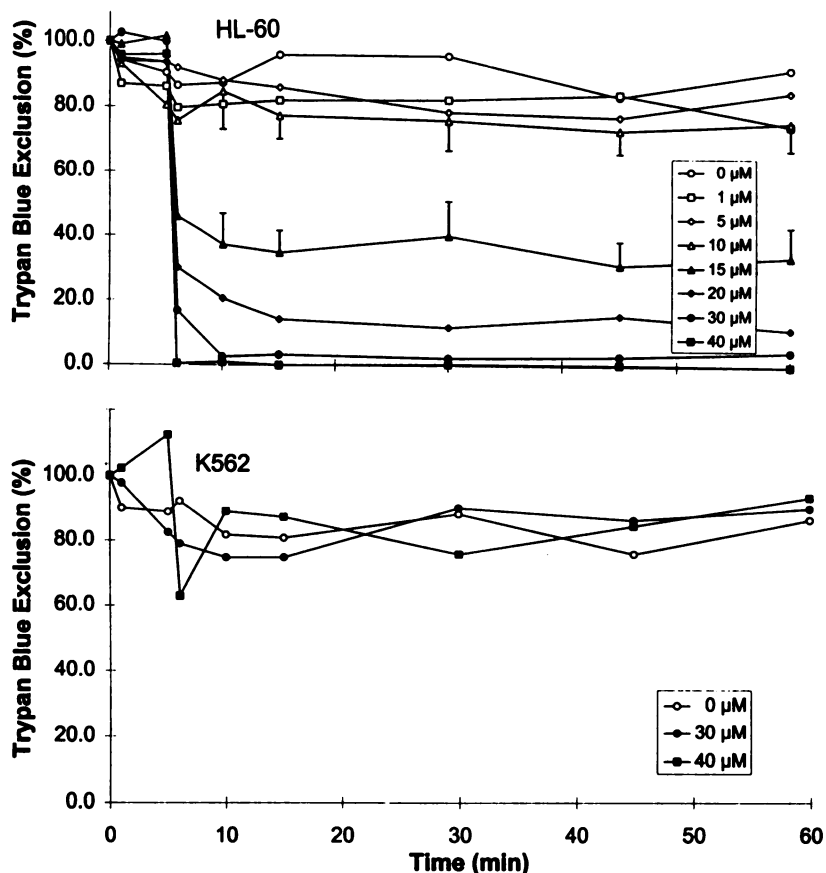 HL-60
Trypan Blue Exclusion (%)
100.0
80.0
60.0
40.0
20.0
0.0
0 µM
1 µM
5 µM
10 µM
15 µM
20 µM
30 µM
40 µM
K562
Trypan Blue Exclusion (%)
100.0
80.0
60.0
40.0
20.0
0.0
0 µM
30 µM
40 µM
0
10
20
30
40
50
60
Time (min)